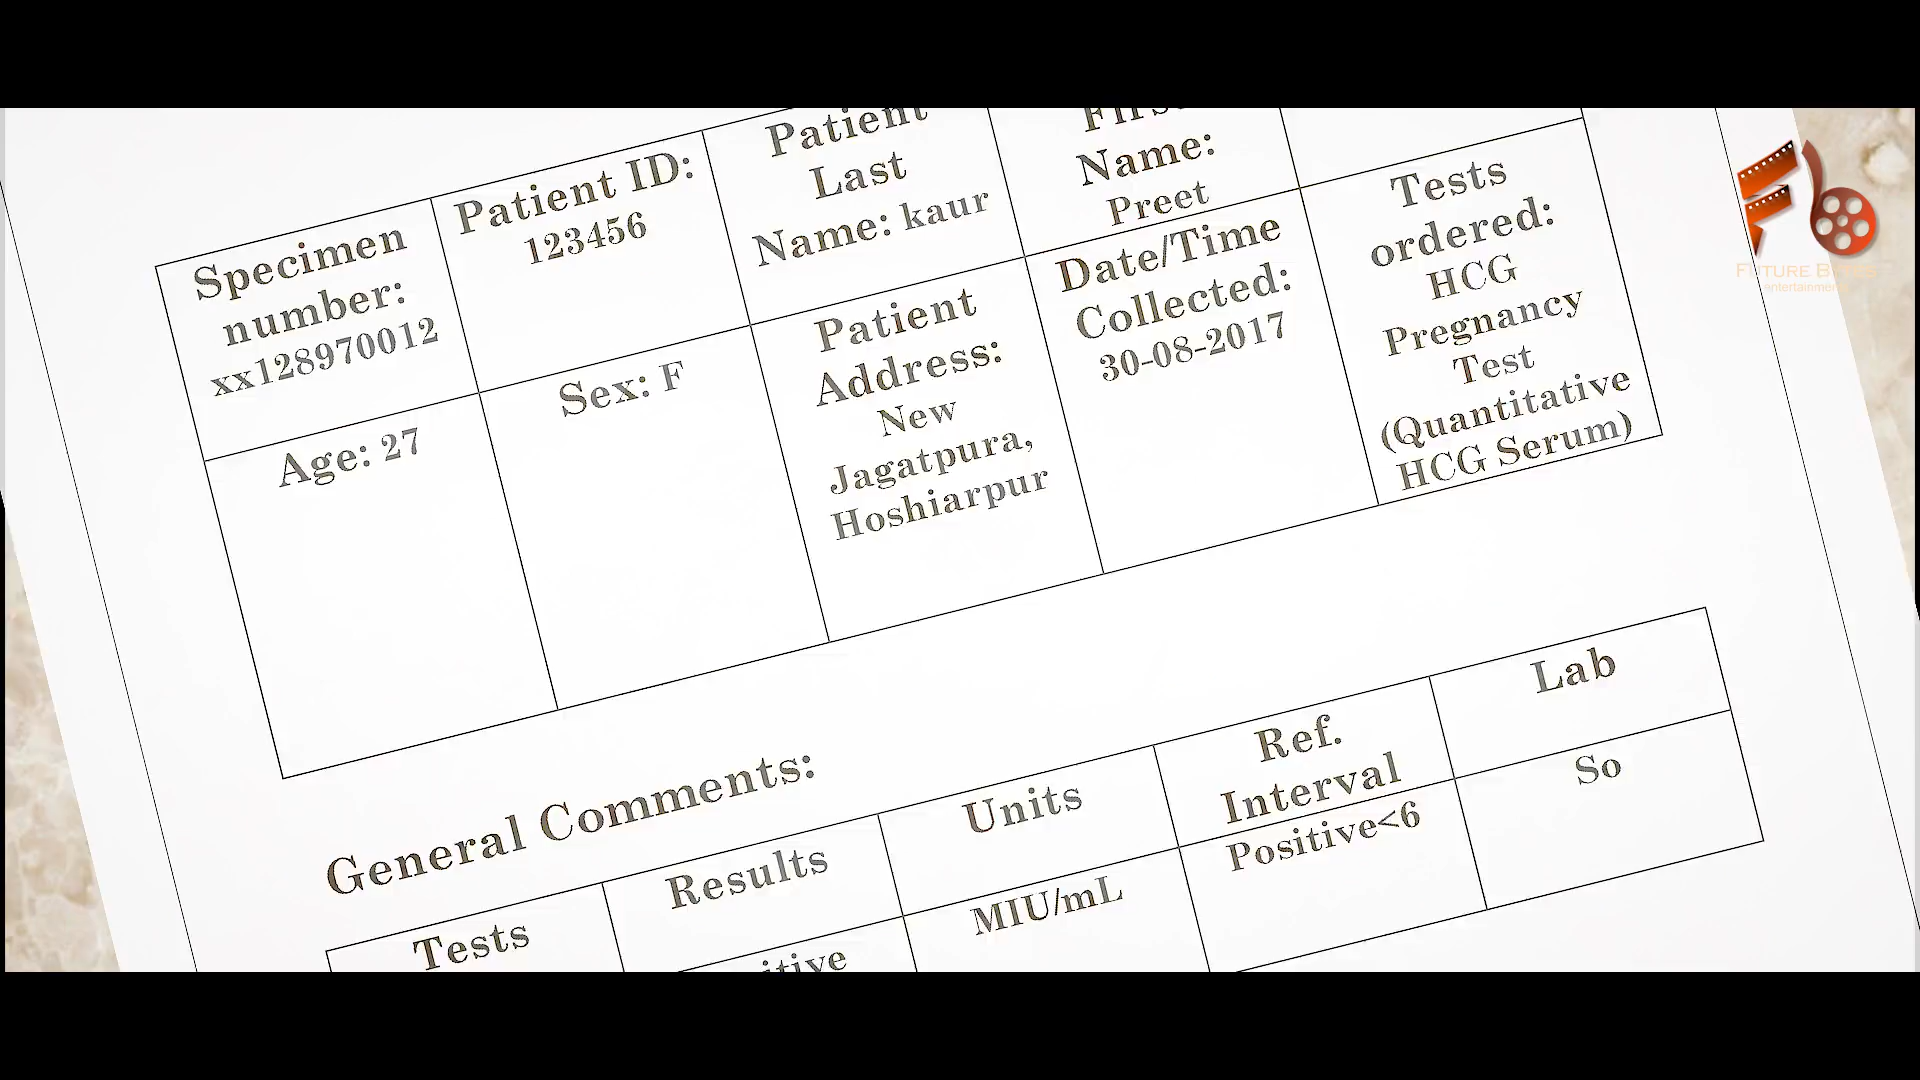 Specimen
number:
xx128970012
Patient ID:
123456
Patient
Last
Name: kaur
First
Name:
Preet
Age: 27
Sex: F
Patient
Address:
New
Jagatpura,
Hoshiarpur
Date/Time
Collected:
30-08-2017
Tests
ordered:
HCG
Pregnancy
Test
(Quantitative
HCG Serum)
General Comments:
Tests
Results
Units
Ref.
Interval
Lab
MIU/mL
Positive<6
So
entertainment